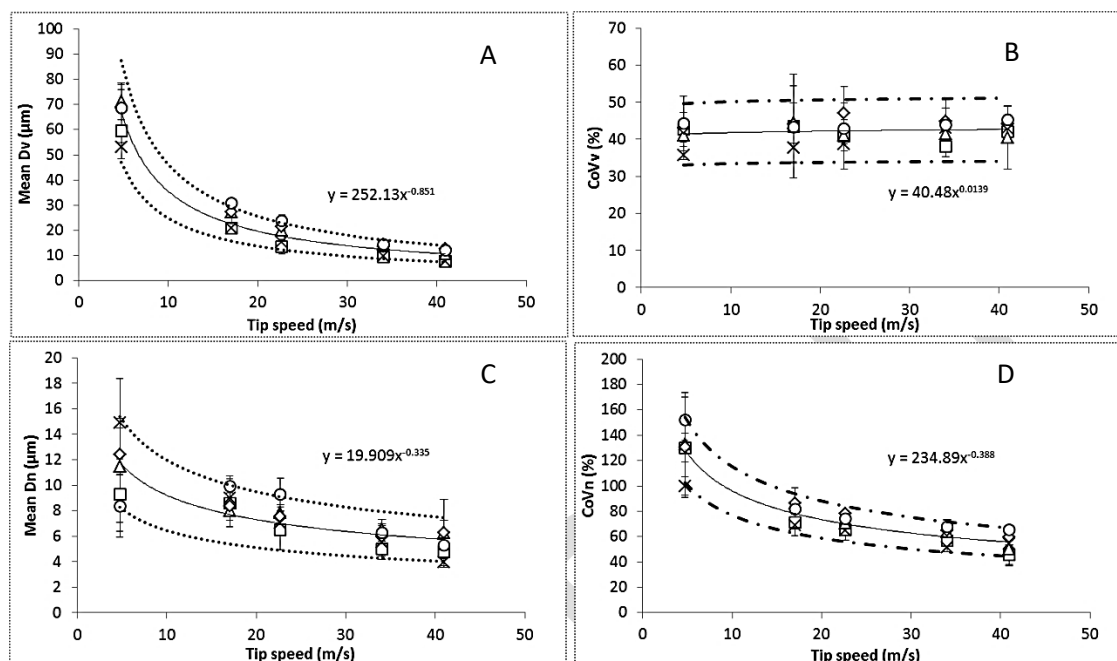 A
Mean Dv (µm)
100
90
80
70
60
50
40
30
20
10
0
y = 252.13x^-0.851
0 10 20 30 40 50
Tip speed (m/s)
B
CoVv (%)
70
60
50
40
30
20
10
0
y = 40.48x^0.0139
0 10 20 30 40 50
Tip speed (m/s)
C
Mean Dn (µm)
20
18
16
14
12
10
8
6
4
2
0
y = 19.909x^-0.335
0 10 20 30 40 50
Tip speed (m/s)
D
CoVn (%)
200
180
160
140
120
100
80
60
40
20
0
y = 234.89x^-0.388
0 10 20 30 40 50
Tip speed (m/s)